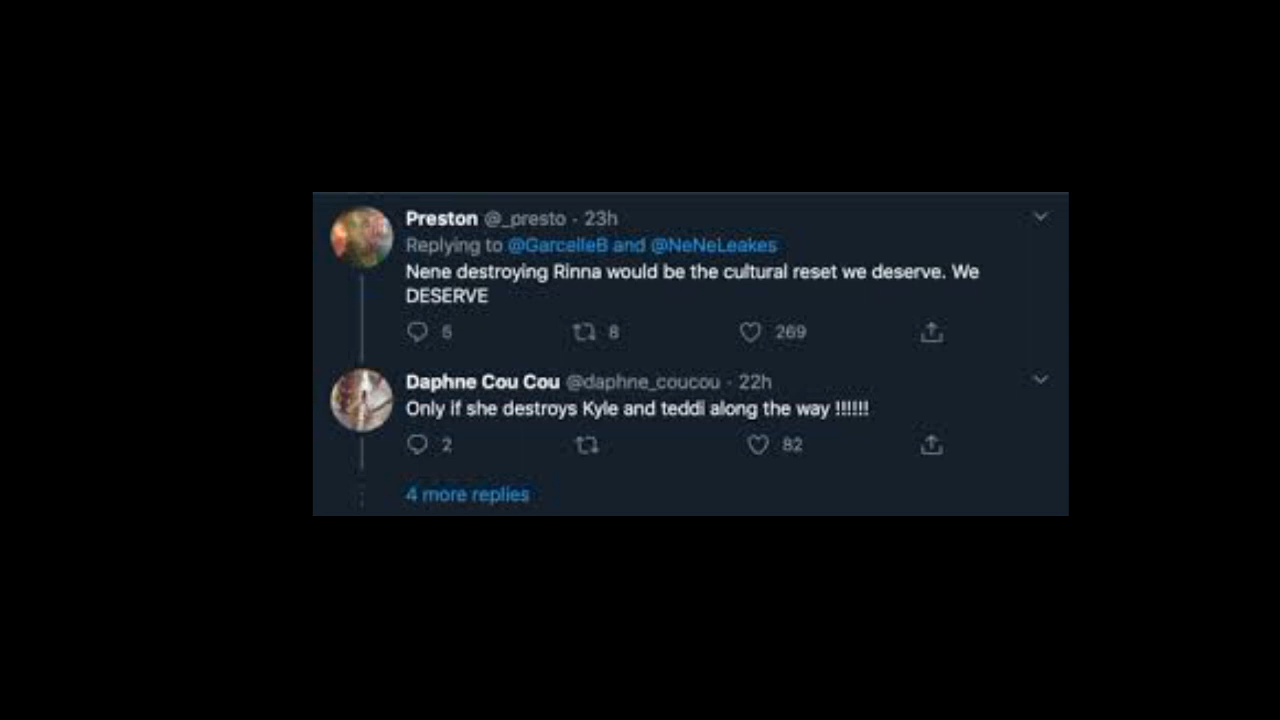 Preston @_presto · 23h
Replying to @GarcelleB and @NeNeLeakes
Nene destroying Rinna would be the cultural reset we deserve. We
DESERVE
5 8 269
Daphne Cou Cou @daphne_coucou · 22h
Only if she destroys Kyle and teddi along the way !!!!!!
2 82
4 more replies